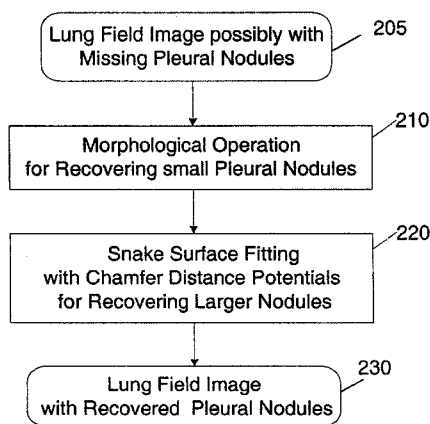 Lung Field Image possibly with
Missing Pleural Nodules
205
Morphological Operation
for Recovering small Pleural Nodules
210
Snake Surface Fitting
with Chamfer Distance Potentials
for Recovering Larger Nodules
220
Lung Field Image
with Recovered Pleural Nodules
230